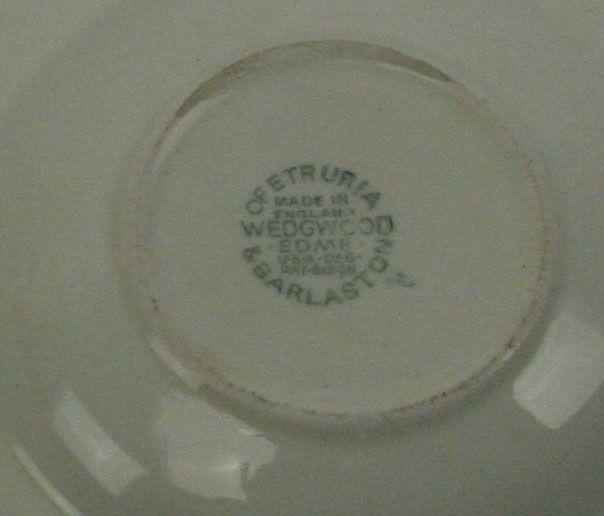 OF ETRURIA
MADE IN
ENGLAND
WEDGWOOD
EDME
& BARLASTON